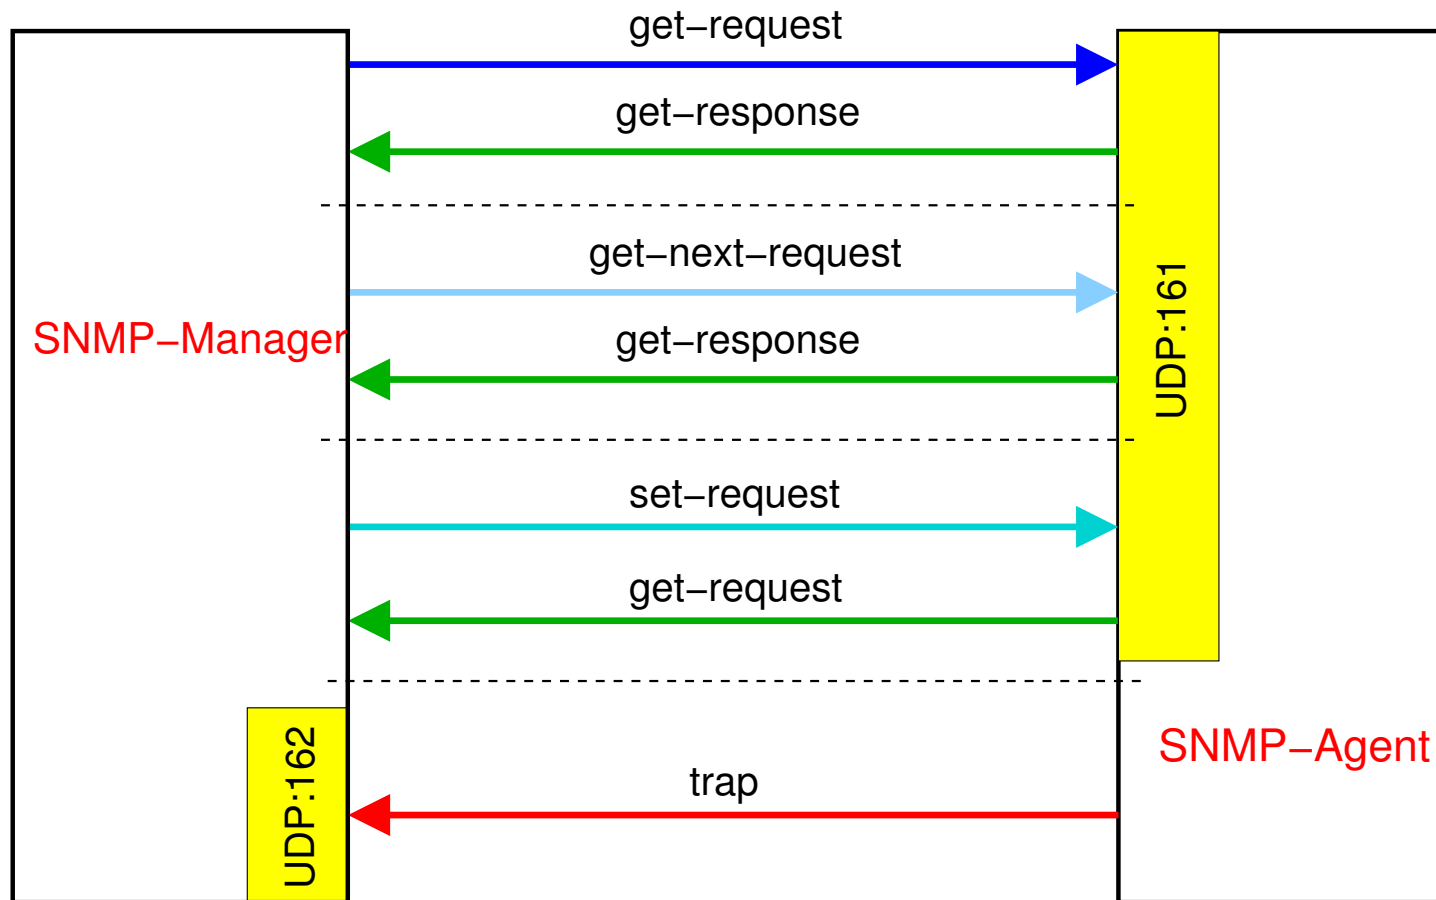 get−request
get−response
get−next−request
SNMP−Manager
get−response
UDP:161
set−request
get−request
UDP:162
trap
SNMP−Agent